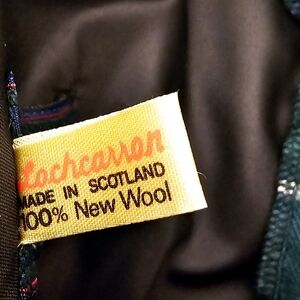 Lochcarron
MADE IN SCOTLAND
100% New Wool